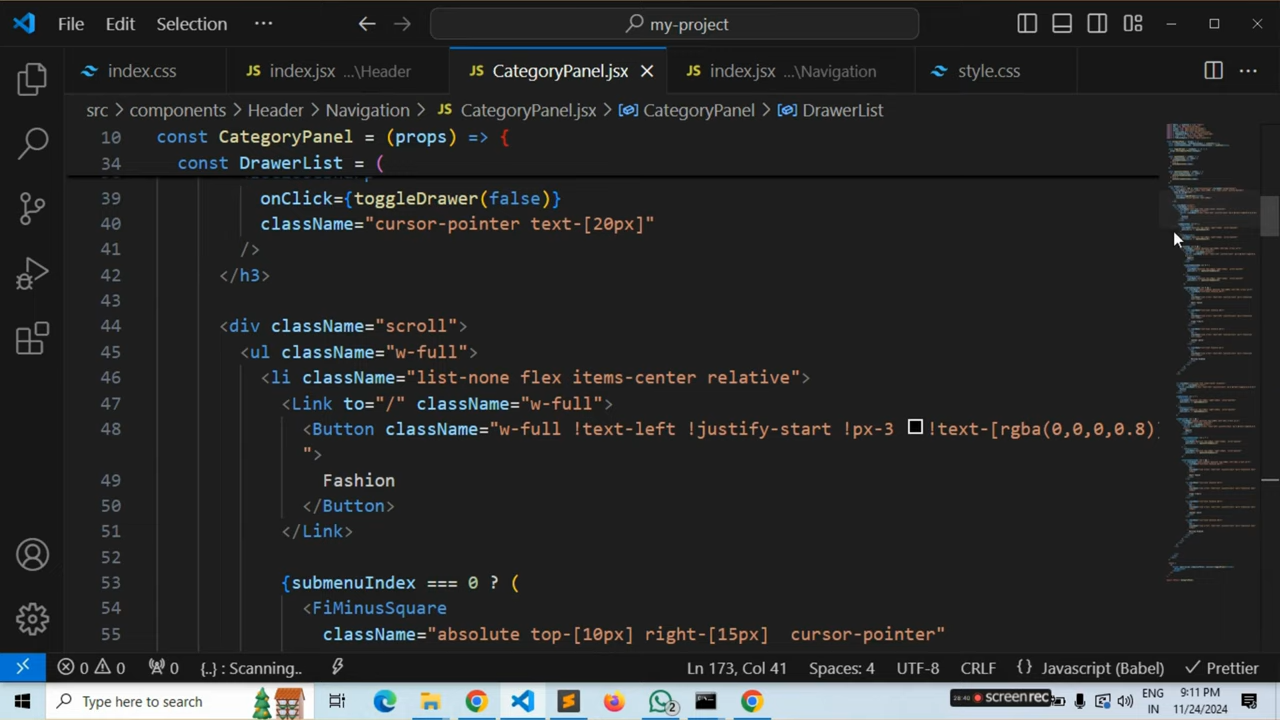 File Edit Selection ··· my-project
index.css JS index.jsx ...\Header JS CategoryPanel.jsx JS index.jsx ...\Navigation style.css
src > components > Header > Navigation > JS CategoryPanel.jsx > CategoryPanel > DrawerList
10 const CategoryPanel = (props) => {
34 const DrawerList = (
39 onClick={toggleDrawer(false)}
40 className="cursor-pointer text-[20px]"
41 />
42 </h3>
43
44 <div className="scroll">
45 <ul className="w-full">
46 <li className="list-none flex items-center relative">
47 <Link to="/" className="w-full">
48 <Button className="w-full !text-left !justify-start !px-3 !text-[rgba(0,0,0,0.8)]
">
49 Fashion
50 </Button>
51 </Link>
52
53 {submenuIndex === 0 ? (
54 <FiMinusSquare
55 className="absolute top-[10px] right-[15px]  cursor-pointer"
0 0 0 {..} : Scanning.. Ln 173, Col 41 Spaces: 4 UTF-8 CRLF {} Javascript (Babel) Prettier
Type here to search 2 28:40 screenrec ENG IN 9:11 PM 11/24/2024